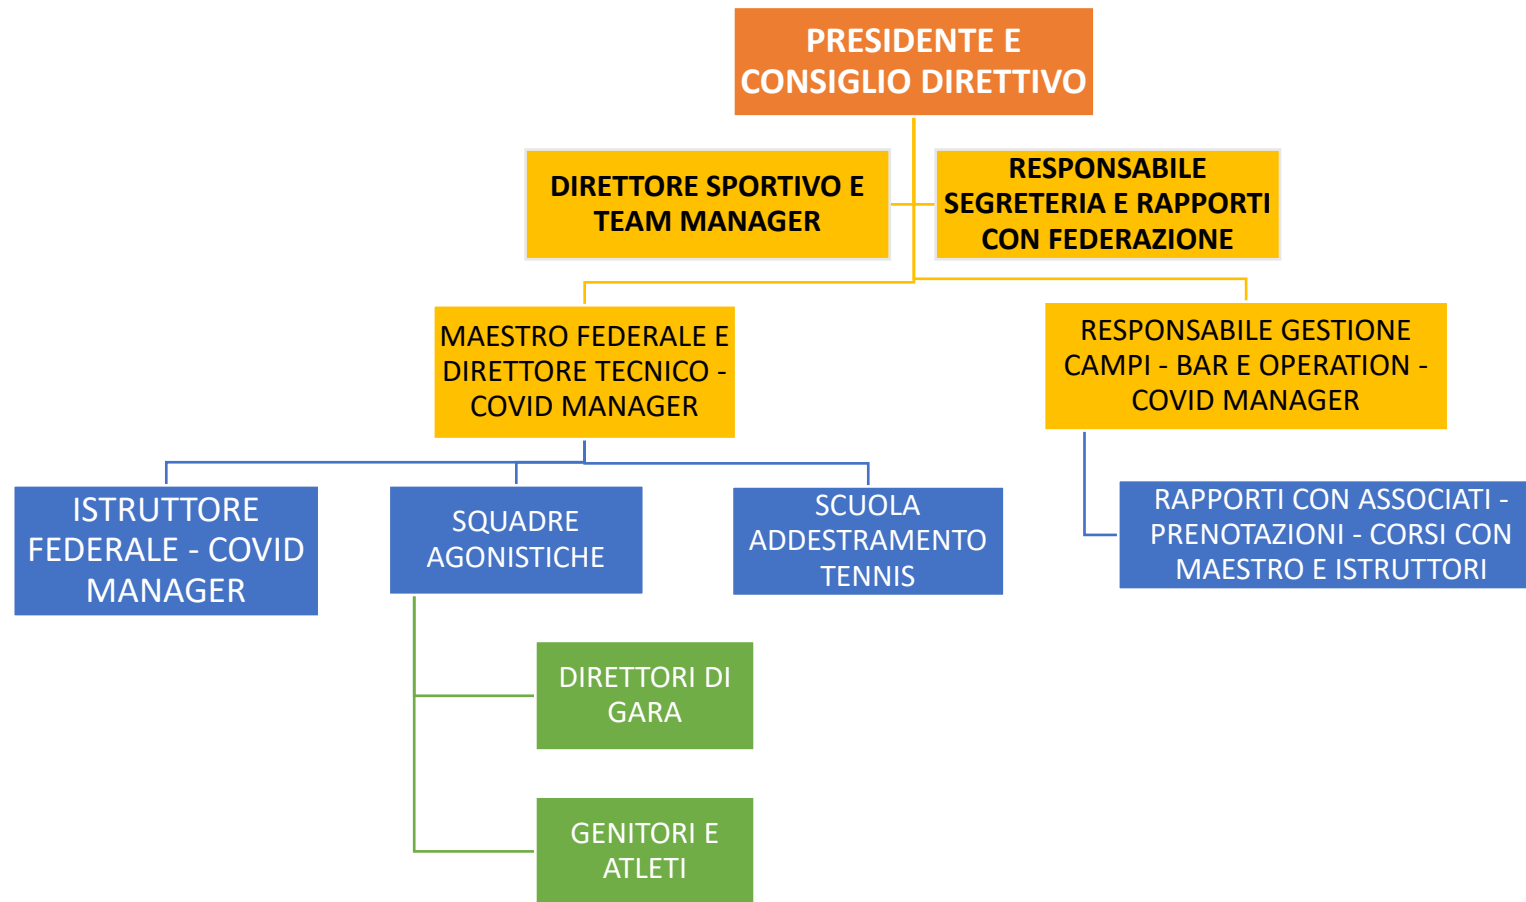 PRESIDENTE E
CONSIGLIO DIRETTIVO
DIRETTORE SPORTIVO E
TEAM MANAGER
RESPONSABILE
SEGRETERIA E RAPPORTI
CON FEDERAZIONE
MAESTRO FEDERALE E
DIRETTORE TECNICO -
COVID MANAGER
RESPONSABILE GESTIONE
CAMPI - BAR E OPERATION -
COVID MANAGER
ISTRUTTORE
FEDERALE - COVID
MANAGER
SQUADRE
AGONISTICHE
SCUOLA
ADDESTRAMENTO
TENNIS
RAPPORTI CON ASSOCIATI -
PRENOTAZIONI - CORSI CON
MAESTRO E ISTRUTTORI
DIRETTORI DI
GARA
GENITORI E
ATLETI